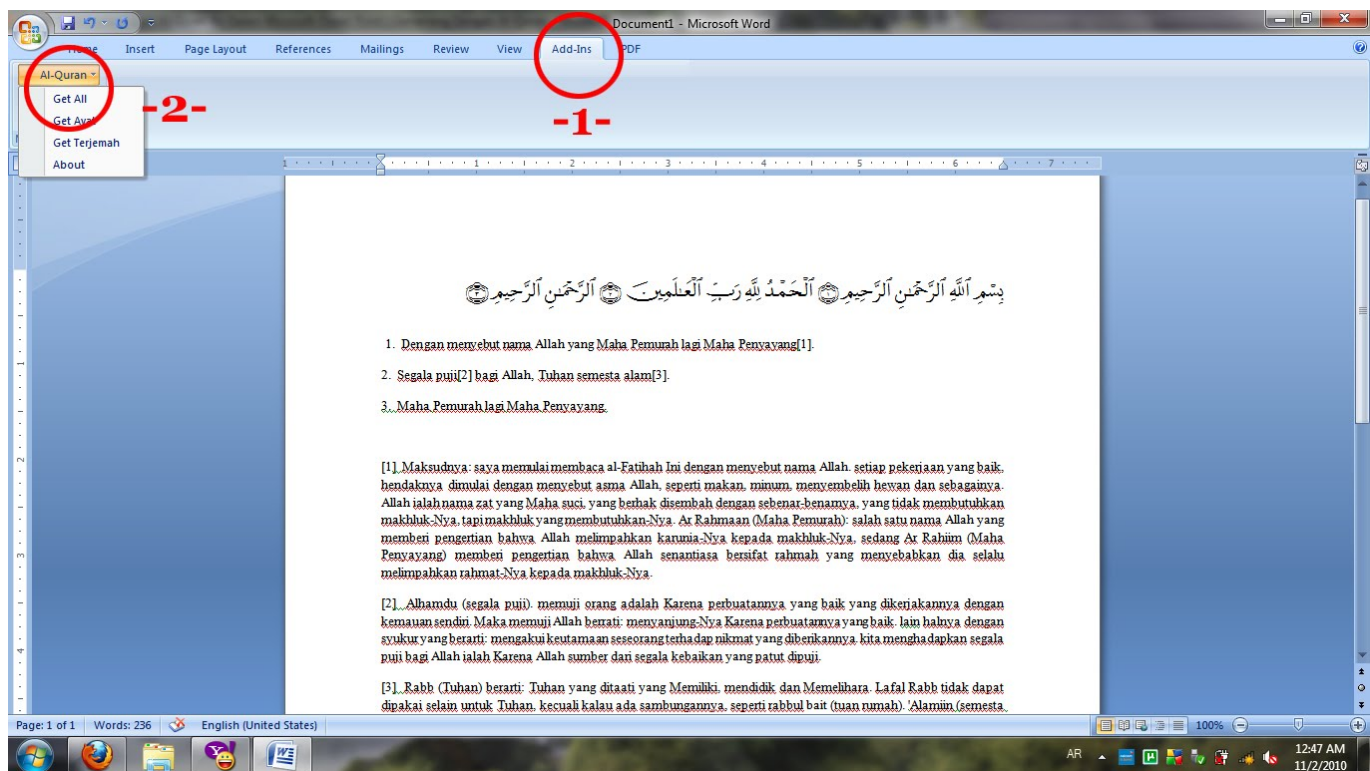 Document1 - Microsoft Word
Home Insert Page Layout References Mailings Review View Add-Ins PDF
Al-Quran
-1-
-2-
Get All
Get Ayat
Get Terjemah
About
1 1 2 3 4 5 6 7
بِسْمِ ٱللَّهِ ٱلرَّحْمَٰنِ ٱلرَّحِيمِ ۝١ ٱلْحَمْدُ لِلَّهِ رَبِّ ٱلْعَٰلَمِينَ ۝٢ ٱلرَّحْمَٰنِ ٱلرَّحِيمِ ۝٣
1. Dengan menyebut nama Allah yang Maha Pemurah lagi Maha Penyayang[1].
2. Segala puji[2] bagi Allah, Tuhan semesta alam[3].
3. Maha Pemurah lagi Maha Penyayang.
[1] Maksudnya: saya memulai membaca al-Fatihah Ini dengan menyebut nama Allah. setiap pekerjaan yang baik,
hendaknya dimulai dengan menyebut asma Allah, seperti makan, minum, menyembelih hewan dan sebagainya.
Allah ialah nama zat yang Maha suci, yang berhak disembah dengan sebenar-benarnya, yang tidak membutuhkan
makhluk-Nya, tapi makhluk yang membutuhkan-Nya. Ar Rahmaan (Maha Pemurah): salah satu nama Allah yang
memberi pengertian bahwa Allah melimpahkan karunia-Nya kepada makhluk-Nya, sedang Ar Rahiim (Maha
Penyayang) memberi pengertian bahwa Allah senantiasa bersifat rahmah yang menyebabkan dia selalu
melimpahkan rahmat-Nya kepada makhluk-Nya.
[2] Alhamdu (segala puji). memuji orang adalah Karena perbuatannya yang baik yang dikerjakannya dengan
kemauan sendiri. Maka memuji Allah berrati: menyanjung-Nya Karena perbuatannya yang baik. lain halnya dengan
syukur yang berarti: mengakui keutamaan seseorang terhadap nikmat yang diberikannya. kita menghadapkan segala
puji bagi Allah ialah Karena Allah sumber dari segala kebaikan yang patut dipuji.
[3] Rabb (Tuhan) berarti: Tuhan yang ditaati yang Memiliki, mendidik dan Memelihara. Lafal Rabb tidak dapat
dipakai selain untuk Tuhan, kecuali kalau ada sambungannya, seperti rabbul bait (tuan rumah). 'Alamiin (semesta
Page: 1 of 1 Words: 236 English (United States) 100%
AR 12:47 AM
11/2/2010